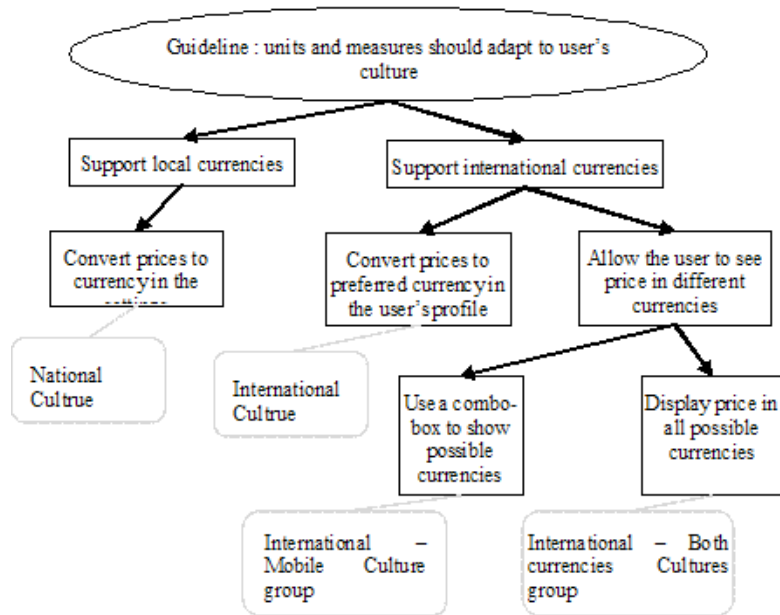 Guideline : units and measures should adapt to user's
culture
Support local currencies
Support international currencies
Convert prices to
currency in the
Convert prices to
preferred currency
in the user's profile
Allow the user to see
price in different
currencies
National
Cultrue
International
Cultrue
Use a combo-
box to show
possible
currencies
Display price in
all possible
currencies
International –
Mobile Culture
group
International – Both
currencies Cultures
group